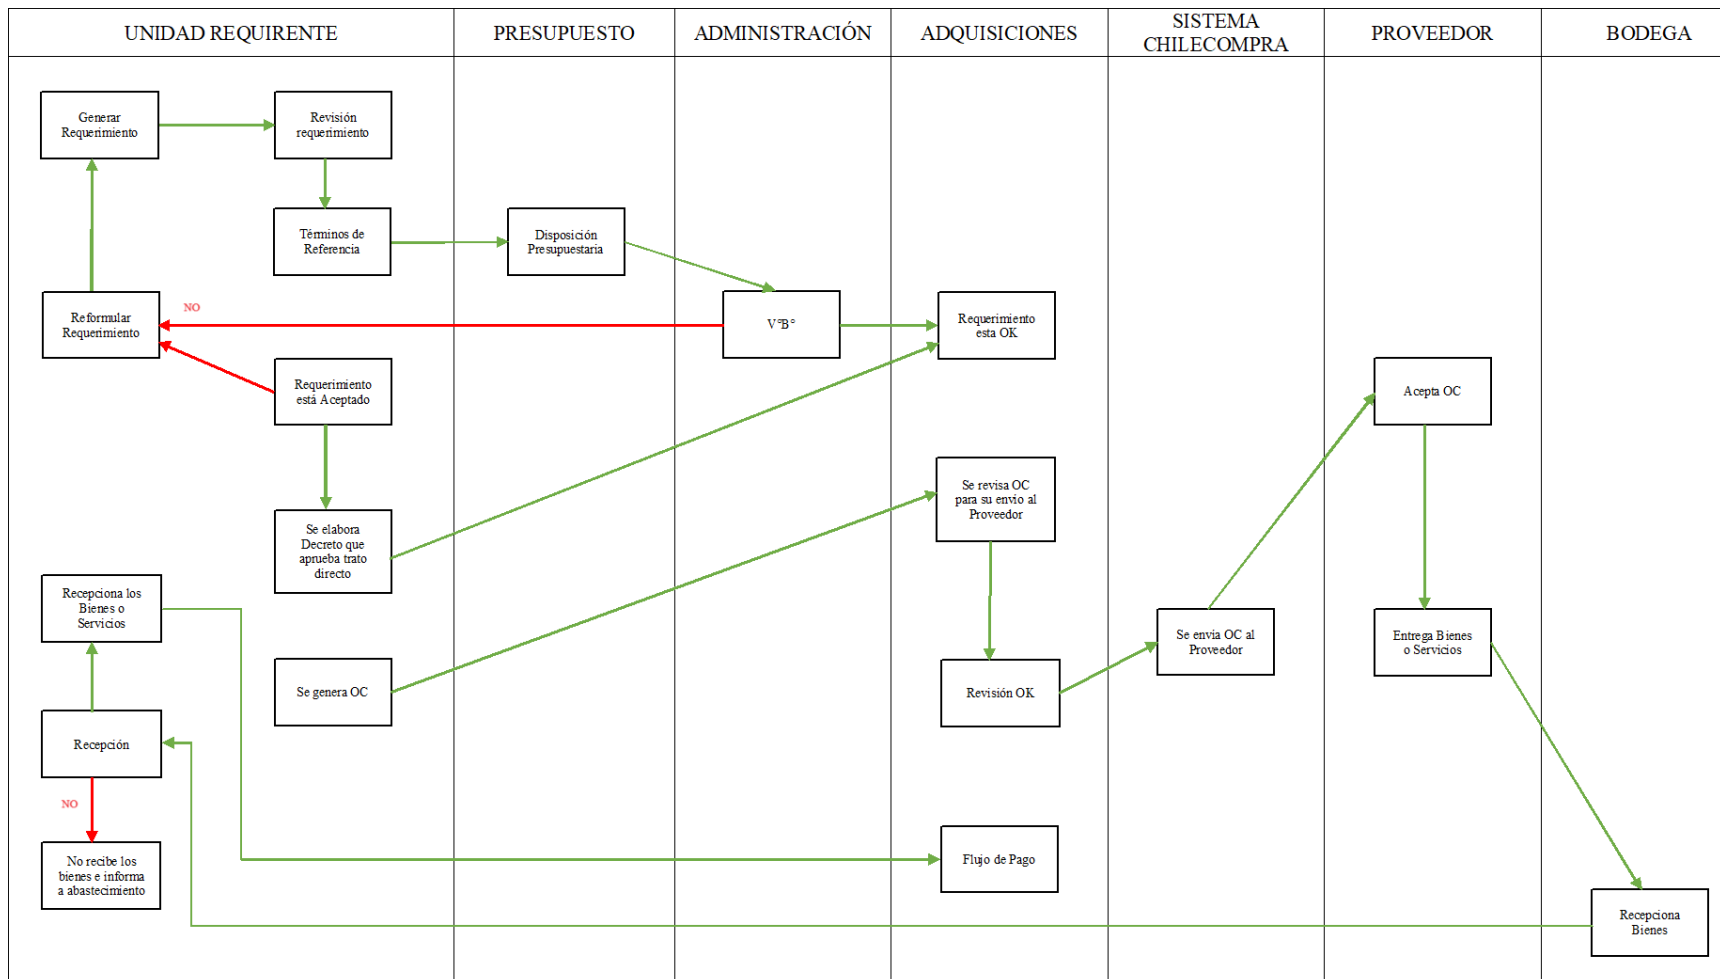 UNIDAD REQUIRENTE
PRESUPUESTO
ADMINISTRACIÓN
ADQUISICIONES
SISTEMA
CHILECOMPRA
PROVEEDOR
BODEGA
Generar
Requerimiento
Revisión
requerimiento
Términos de
Referencia
Disposición
Presupuestaria
Reformular
Requerimiento
NO
V°B°
Requerimiento
esta OK
Requerimiento
está Aceptado
Acepta OC
Se revisa OC
para su envío al
Proveedor
Se elabora
Decreto que
aprueba trato
directo
Recepciona los
Bienes o
Servicios
Se envía OC al
Proveedor
Entrega Bienes
o Servicios
Se genera OC
Revisión OK
Recepción
NO
No recibe los
bienes e informa
a abastecimiento
Flujo de Pago
Recepciona
Bienes